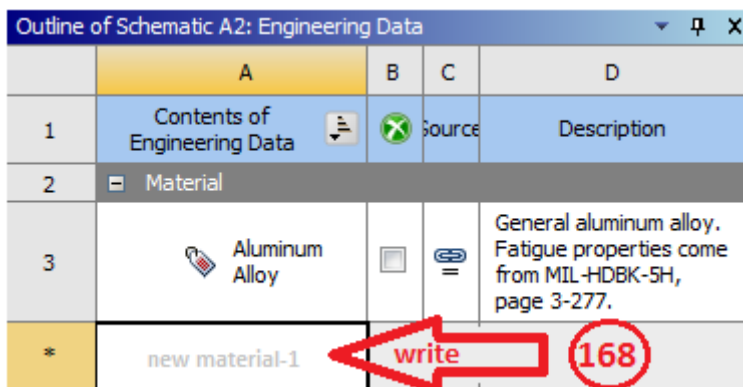 Outline of Schematic A2: Engineering Data
A B C D
1 Contents of Engineering Data Source Description
2 Material
3 Aluminum Alloy General aluminum alloy. Fatigue properties come from MIL-HDBK-5H, page 3-277.
* new material-1 write 168